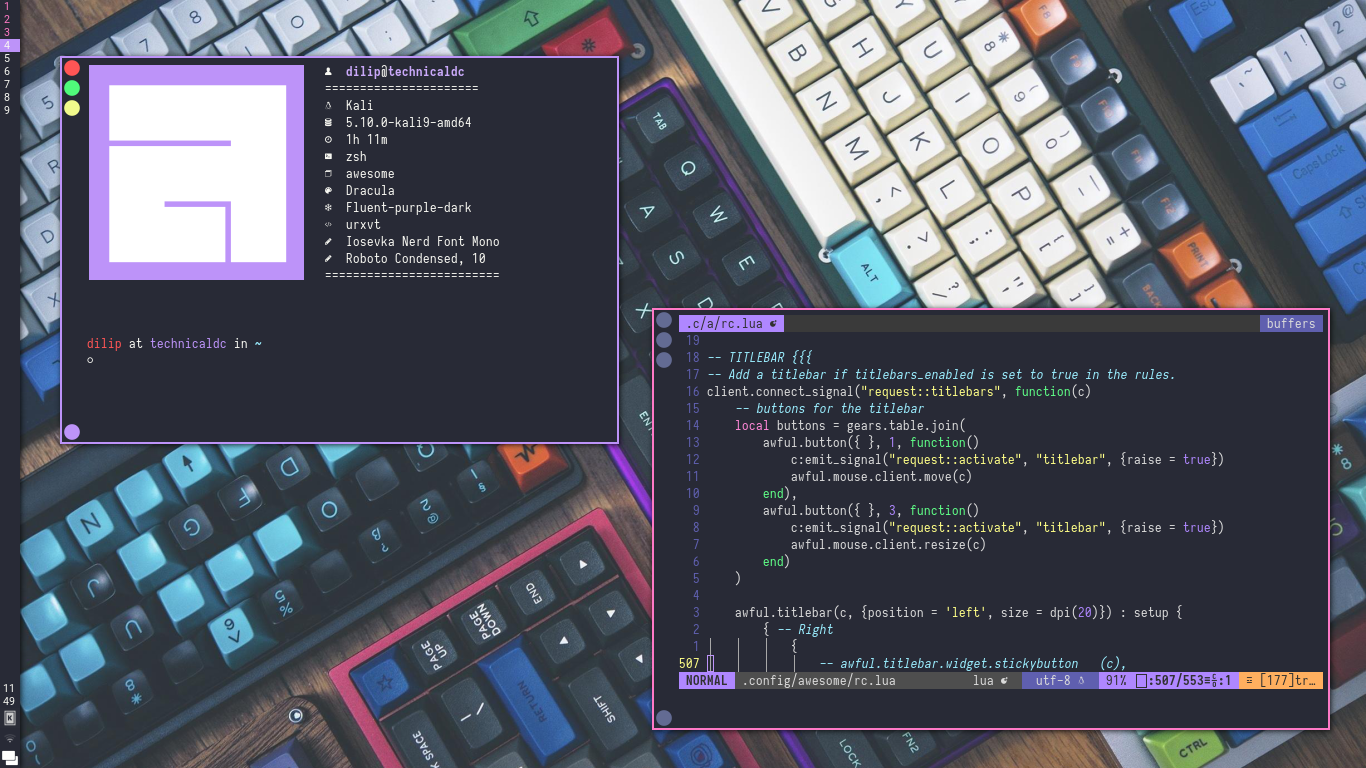 1
2
3
4
5
6
7
8
9
dilip@technicaldc
======================
Kali
5.10.0-kali9-amd64
1h 11m
zsh
awesome
Dracula
Fluent-purple-dark
urxvt
Iosevka Nerd Font Mono
Roboto Condensed, 10
=========================
dilip at technicaldc in ~
.c/a/rc.lua
buffers
19
18 -- TITLEBAR {{{
17 -- Add a titlebar if titlebars_enabled is set to true in the rules.
16 client.connect_signal("request::titlebars", function(c)
15     -- buttons for the titlebar
14     local buttons = gears.table.join(
13         awful.button({ }, 1, function()
12             c:emit_signal("request::activate", "titlebar", {raise = true})
11             awful.mouse.client.move(c)
10         end),
9         awful.button({ }, 3, function()
8             c:emit_signal("request::activate", "titlebar", {raise = true})
7             awful.mouse.client.resize(c)
6         end)
5     )
4
3     awful.titlebar(c, {position = 'left', size = dpi(20)}) : setup {
2         { -- Right
1             {
507                 -- awful.titlebar.widget.stickybutton   (c),
NORMAL .config/awesome/rc.lua lua utf-8 91% :507/553 :1 [177]tr…
11
49
TAB
Q
W
A
S
E
D
X
V
B
N
M
H
J
K
L
Y
U
I
O
P
ALT
PRINT
BACK
Esc
CapsLock
END
PAGE DOWN
PAGE UP
RETURN
SHIFT
LOCK
FN2
CTRL